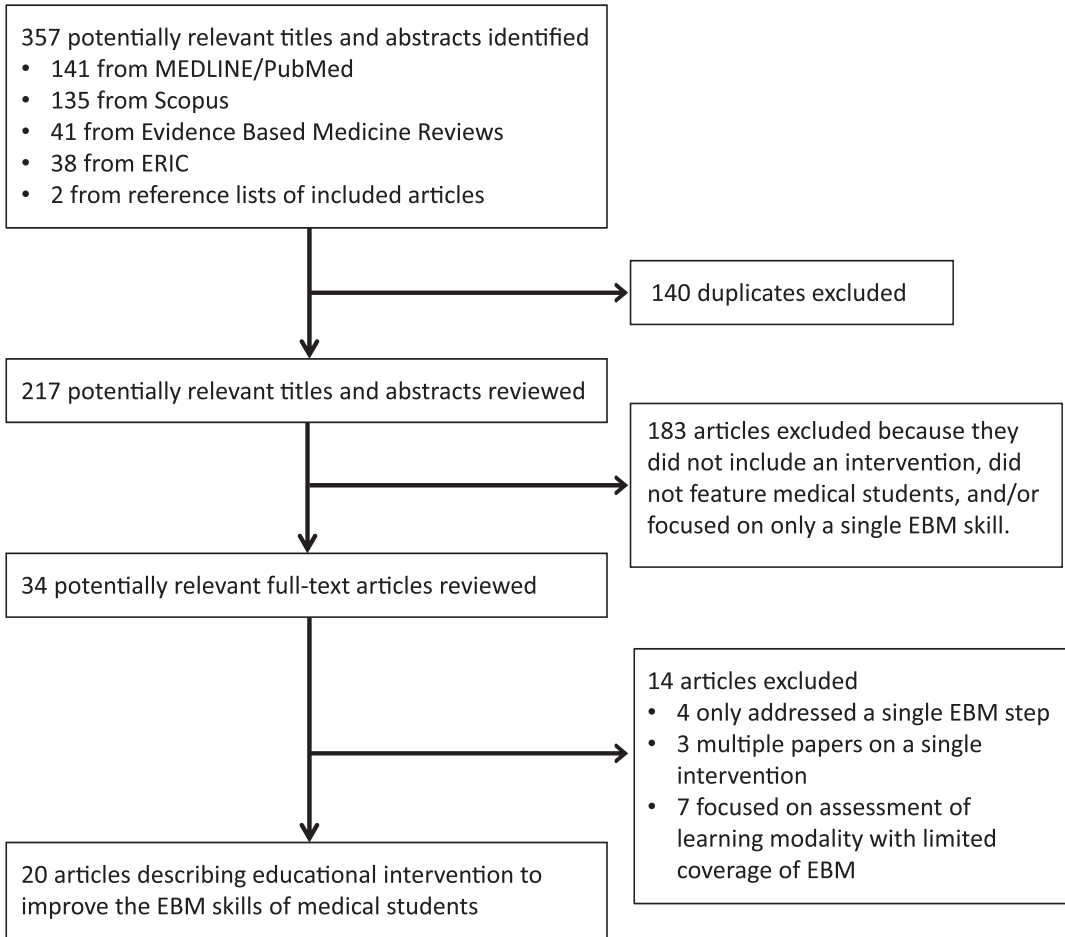 357 potentially relevant titles and abstracts identified
• 141 from MEDLINE/PubMed
• 135 from Scopus
• 41 from Evidence Based Medicine Reviews
• 38 from ERIC
• 2 from reference lists of included articles
140 duplicates excluded
217 potentially relevant titles and abstracts reviewed
183 articles excluded because they
did not include an intervention, did
not feature medical students, and/or
focused on only a single EBM skill.
34 potentially relevant full-text articles reviewed
14 articles excluded
• 4 only addressed a single EBM step
• 3 multiple papers on a single
intervention
• 7 focused on assessment of
learning modality with limited
coverage of EBM
20 articles describing educational intervention to
improve the EBM skills of medical students